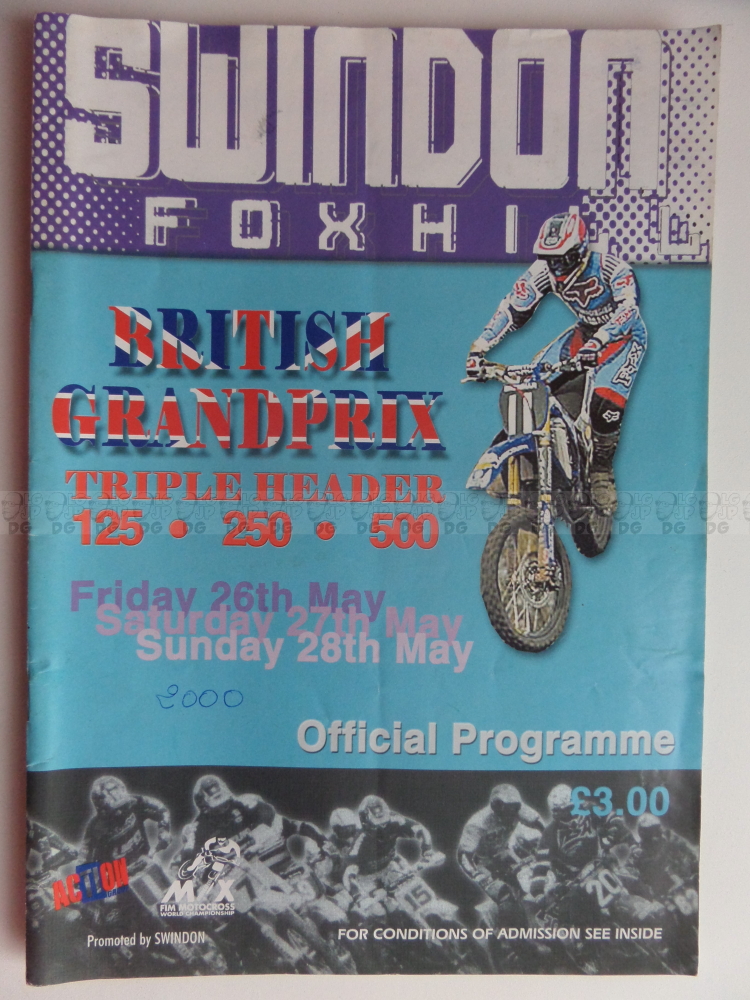 SWINDON
FOXHILL
BRITISH
GRANDPRIX
TRIPLE HEADER
125 • 250 • 500
Friday 26th May
Saturday 27th May
Sunday 28th May
2000
Official Programme
£3.00
ACTION
MX
FIM MOTOCROSS
WORLD CHAMPIONSHIP
Promoted by SWINDON
FOR CONDITIONS OF ADMISSION SEE INSIDE